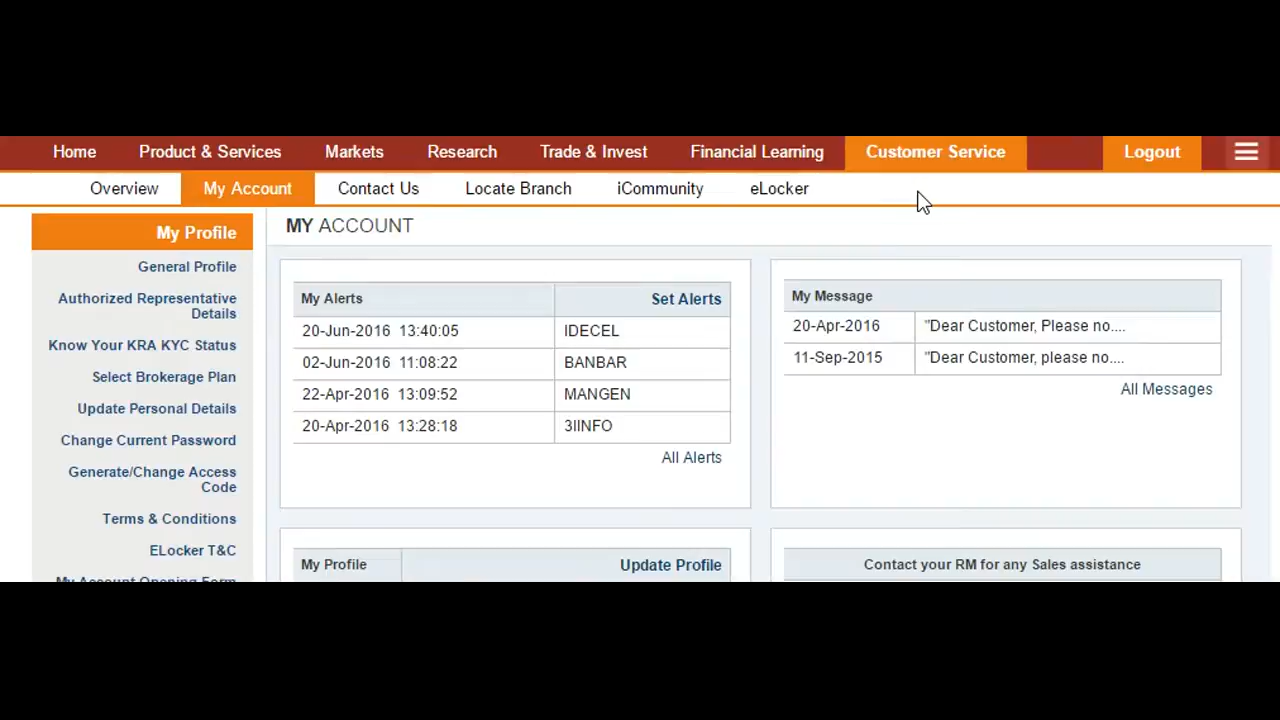 Home Product & Services Markets Research Trade & Invest Financial Learning Customer Service Logout
Overview My Account Contact Us Locate Branch iCommunity eLocker
My Profile
General Profile
Authorized Representative
Details
Know Your KRA KYC Status
Select Brokerage Plan
Update Personal Details
Change Current Password
Generate/Change Access
Code
Terms & Conditions
ELocker T&C
My Account Opening Form
MY ACCOUNT
My Alerts Set Alerts
20-Jun-2016 13:40:05 IDECEL
02-Jun-2016 11:08:22 BANBAR
22-Apr-2016 13:09:52 MANGEN
20-Apr-2016 13:28:18 3IINFO
All Alerts
My Message
20-Apr-2016 "Dear Customer, Please no....
11-Sep-2015 "Dear Customer, please no....
All Messages
My Profile Update Profile
Contact your RM for any Sales assistance